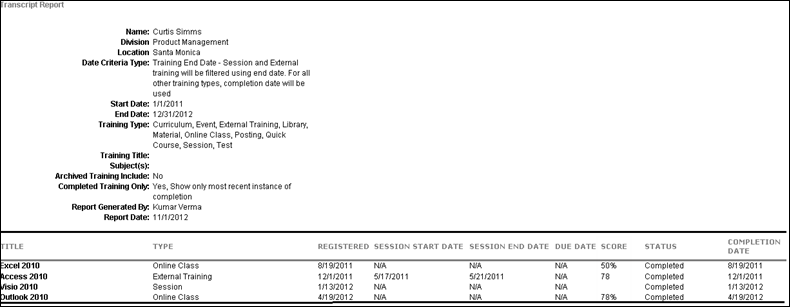 Transcript Report
Name: Curtis Simms
Division Product Management
Location Santa Monica
Date Criteria Type: Training End Date - Session and External
training will be filtered using end date. For all
other training types, completion date will be
used
Start Date: 1/1/2011
End Date: 12/31/2012
Training Type: Curriculum, Event, External Training, Library,
Material, Online Class, Posting, Quick
Course, Session, Test
Training Title:
Subject(s):
Archived Training Include: No
Completed Training Only: Yes, Show only most recent instance of
completion
Report Generated By: Kumar Verma
Report Date: 11/1/2012
TITLE TYPE REGISTERED SESSION START DATE SESSION END DATE DUE DATE SCORE STATUS COMPLETION DATE
Excel 2010 Online Class 8/19/2011 N/A N/A N/A 50% Completed 8/19/2011
Access 2010 External Training 12/1/2011 5/17/2011 5/21/2011 N/A 78 Completed 12/1/2011
Visio 2010 Session 1/13/2012 N/A N/A N/A Completed 1/13/2012
Outlook 2010 Online Class 4/19/2012 N/A N/A N/A 78% Completed 4/19/2012